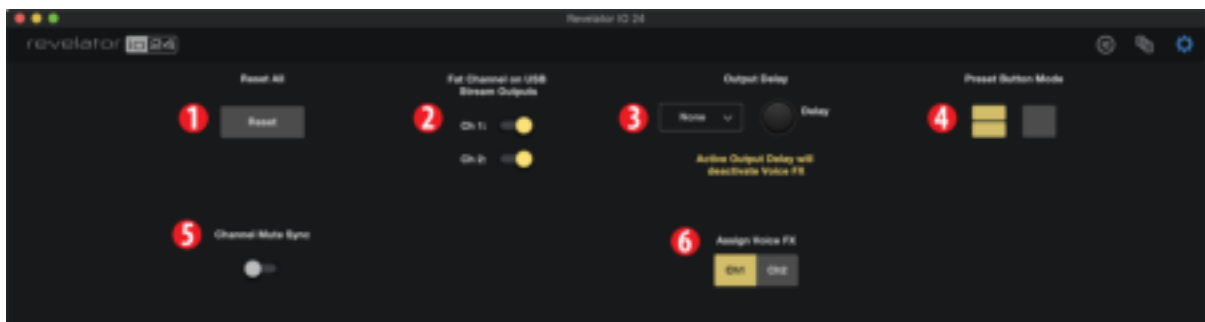 Revelator IO 24
revelator io 24
Reset All
1
Reset
Fat Channel on USB
Stream Outputs
2
Ch 1:
Ch 2:
Output Delay
3
None
Delay
Active Output Delay will
deactivate Voice FX
Preset Button Mode
4
5
Channel Mute Sync
6
Assign Voice FX
Ch1
Ch2